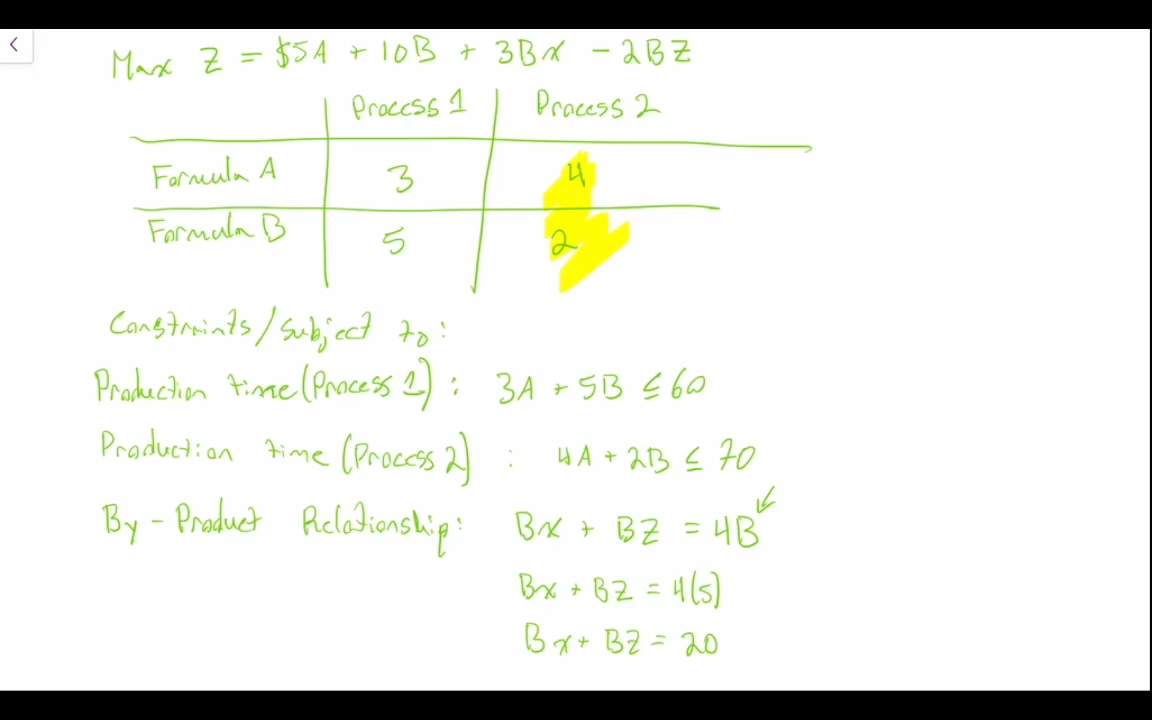 Max Z = $5A + 10B + 3Bx - 2BZ
Process 1 Process 2
Formula A 3 4
Formula B 5 2
Constraints/Subject to:
Production time (Process 1) : 3A + 5B ≤ 60
Production time (Process 2) : 4A + 2B ≤ 70
By-Product Relationship: Bx + BZ = 4B
Bx + BZ = 4(5)
Bx + BZ = 20